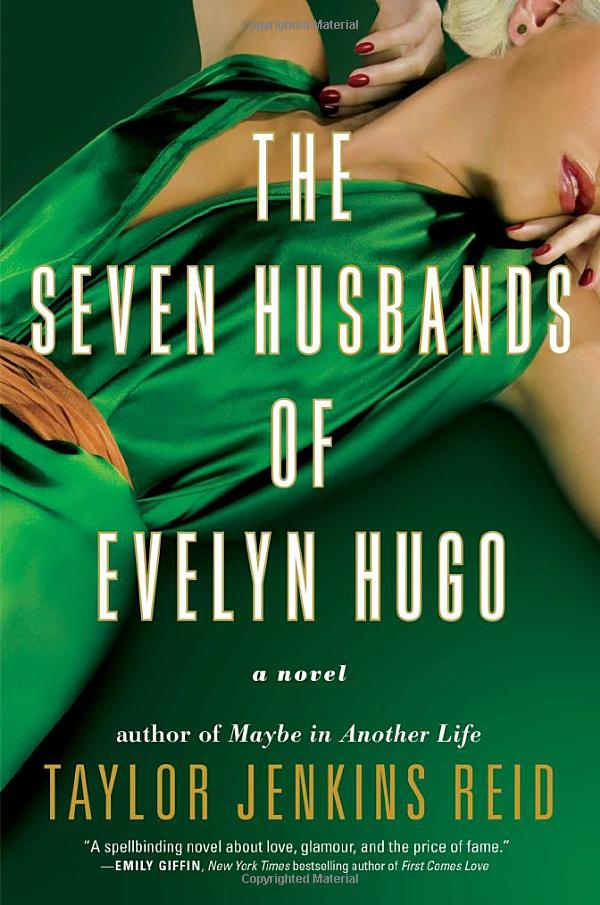 Copyrighted Material
THE
SEVEN HUSBANDS
OF
EVELYN HUGO
a novel
author of Maybe in Another Life
TAYLOR JENKINS REID
“A spellbinding novel about love, glamour, and the price of fame.”
—EMILY GIFFIN, New York Times bestselling author of First Comes Love
Copyrighted Material